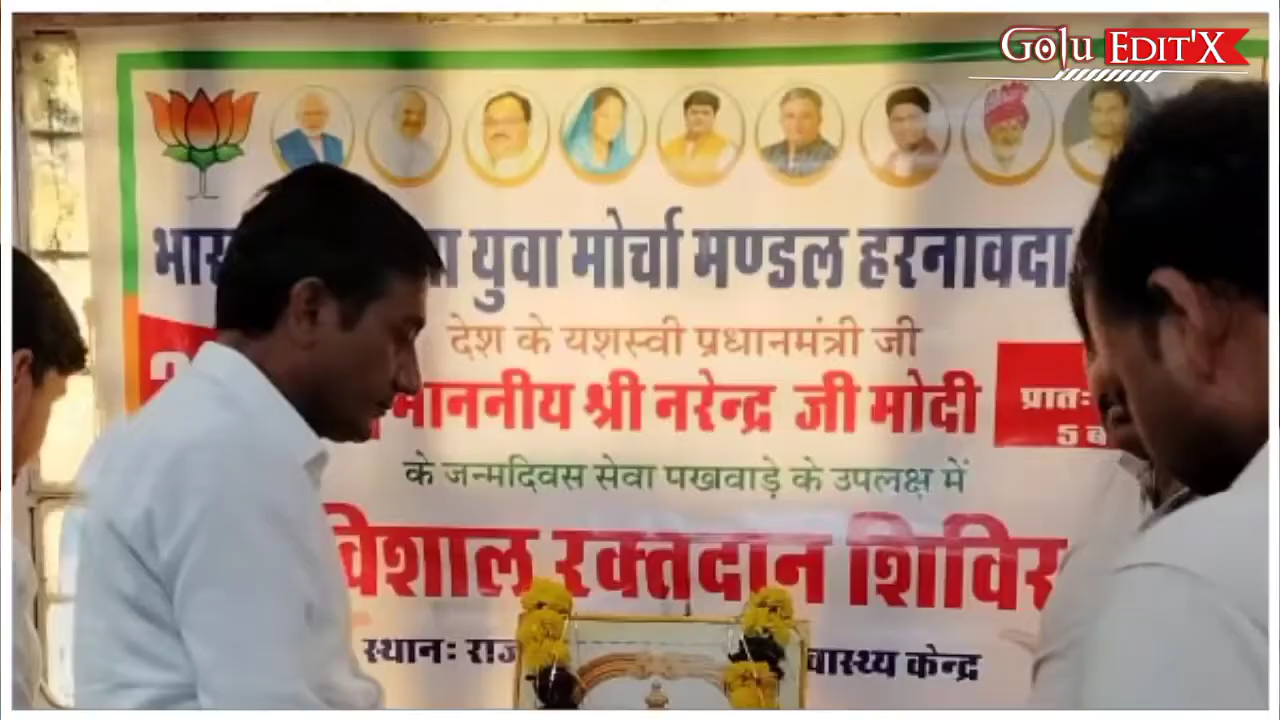 GOlu EDIT'X
युवा मोर्चा मण्डल हरनावदा
देश के यशस्वी प्रधानमंत्री जी
माननीय श्री नरेन्द्र जी मोदी
प्रातः
5
के जन्मदिवस सेवा पखवाड़े के उपलक्ष में
विशाल रक्तदान शिविर
स्थानः
केन्द्र